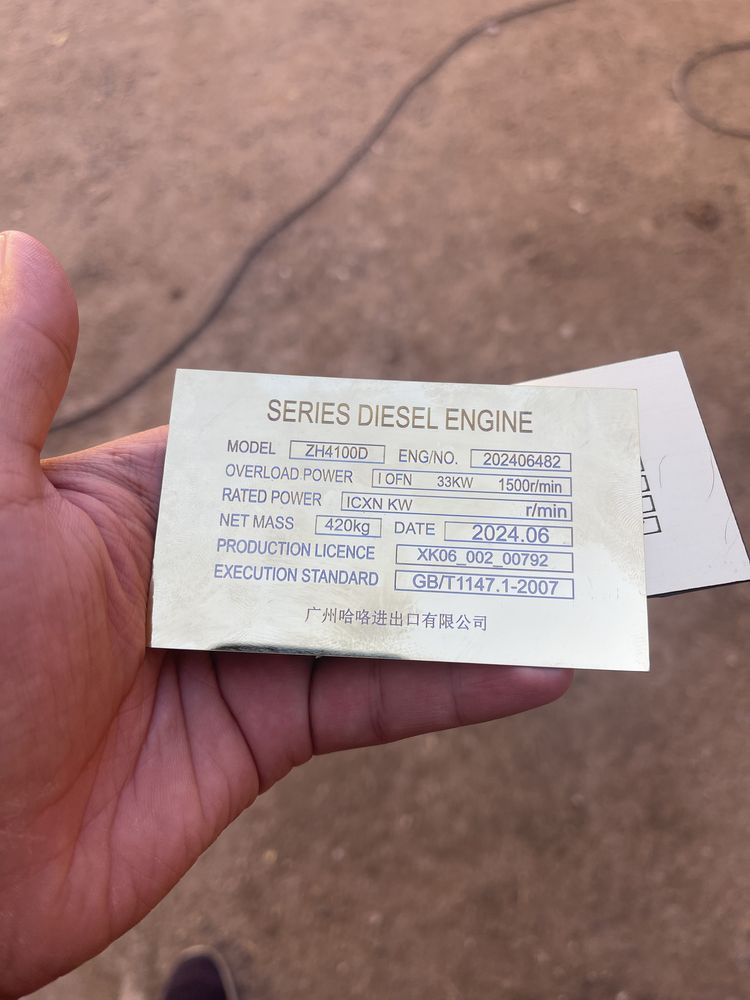 SERIES DIESEL ENGINE
MODEL ZH4100D ENG/NO. 202406482
OVERLOAD POWER I OFN 33KW 1500r/min
RATED POWER ICXN KW r/min
NET MASS 420kg DATE 2024.06
PRODUCTION LICENCE XK06_002_00792
EXECUTION STANDARD GB/T1147.1-2007
广州哈咯进出口有限公司